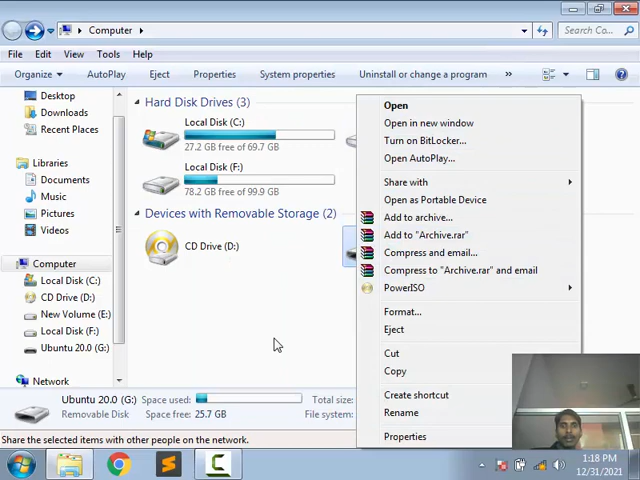 Computer
Search Co...
File Edit View Tools Help
Organize AutoPlay Eject Properties System properties Uninstall or change a program »
Desktop
Downloads
Recent Places
Libraries
Documents
Music
Pictures
Videos
Computer
Local Disk (C:)
CD Drive (D:)
New Volume (E:)
Local Disk (F:)
Ubuntu 20.0 (G:)
Network
Hard Disk Drives (3)
Local Disk (C:)
27.2 GB free of 69.7 GB
Local Disk (F:)
78.2 GB free of 99.9 GB
Devices with Removable Storage (2)
CD Drive (D:)
Open
Open in new window
Turn on BitLocker...
Open AutoPlay...
Share with
Open as Portable Device
Add to archive...
Add to "Archive.rar"
Compress and email...
Compress to "Archive.rar" and email
PowerISO
Format...
Eject
Cut
Copy
Create shortcut
Rename
Properties
Ubuntu 20.0 (G:) Space used: Total size:
Removable Disk Space free: 25.7 GB File system:
Share the selected items with other people on the network.
1:18 PM
12/31/2021